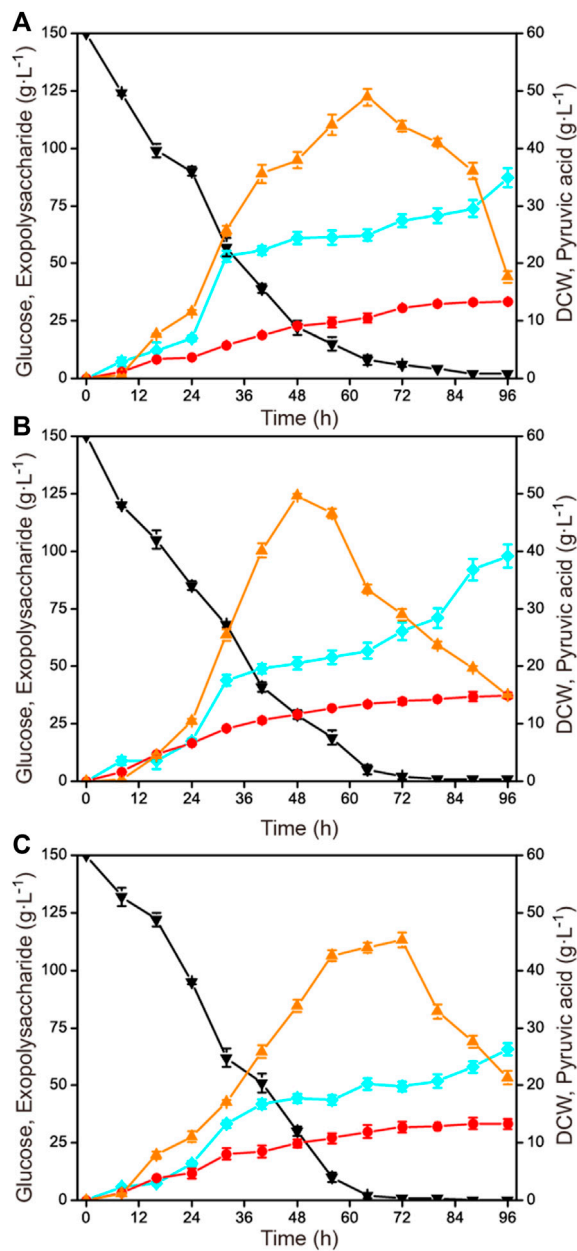 A
Glucose, Exopolysaccharide (g·L⁻¹)
150
125
100
75
50
25
0
DCW, Pyruvic acid (g·L⁻¹)
60
50
40
30
20
10
0
0 12 24 36 48 60 72 84 96
Time (h)
B
Glucose, Exopolysaccharide (g·L⁻¹)
150
125
100
75
50
25
0
DCW, Pyruvic acid (g·L⁻¹)
60
50
40
30
20
10
0
0 12 24 36 48 60 72 84 96
Time (h)
C
Glucose, Exopolysaccharide (g·L⁻¹)
150
125
100
75
50
25
0
DCW, Pyruvic acid (g·L⁻¹)
60
50
40
30
20
10
0
0 12 24 36 48 60 72 84 96
Time (h)